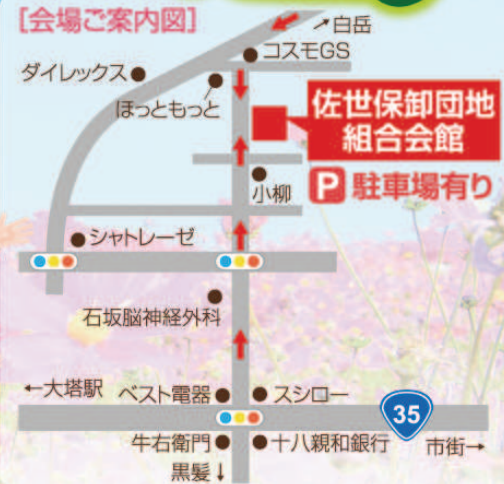 [会場ご案内図]
↗白岳
コスモGS
ダイレックス
ほっともっと
佐世保卸団地
組合会館
P 駐車場有り
小柳
シャトレーゼ
石坂脳神経外科
←大塔駅
ベスト電器
スシロー
35
牛右衛門
十八親和銀行
市街→
黒髪↓